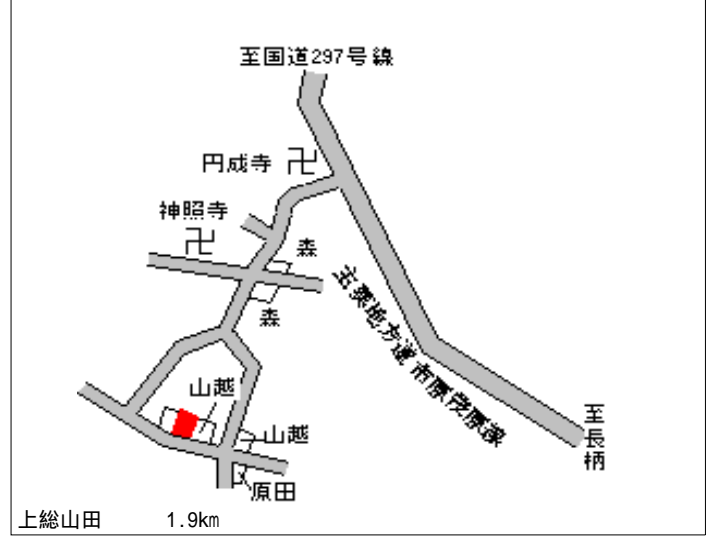 至国道297号線
円成寺
神照寺
森
森
主要地方道市原茂原線
山越
山越
原田
至長柄
上総山田 1.9km